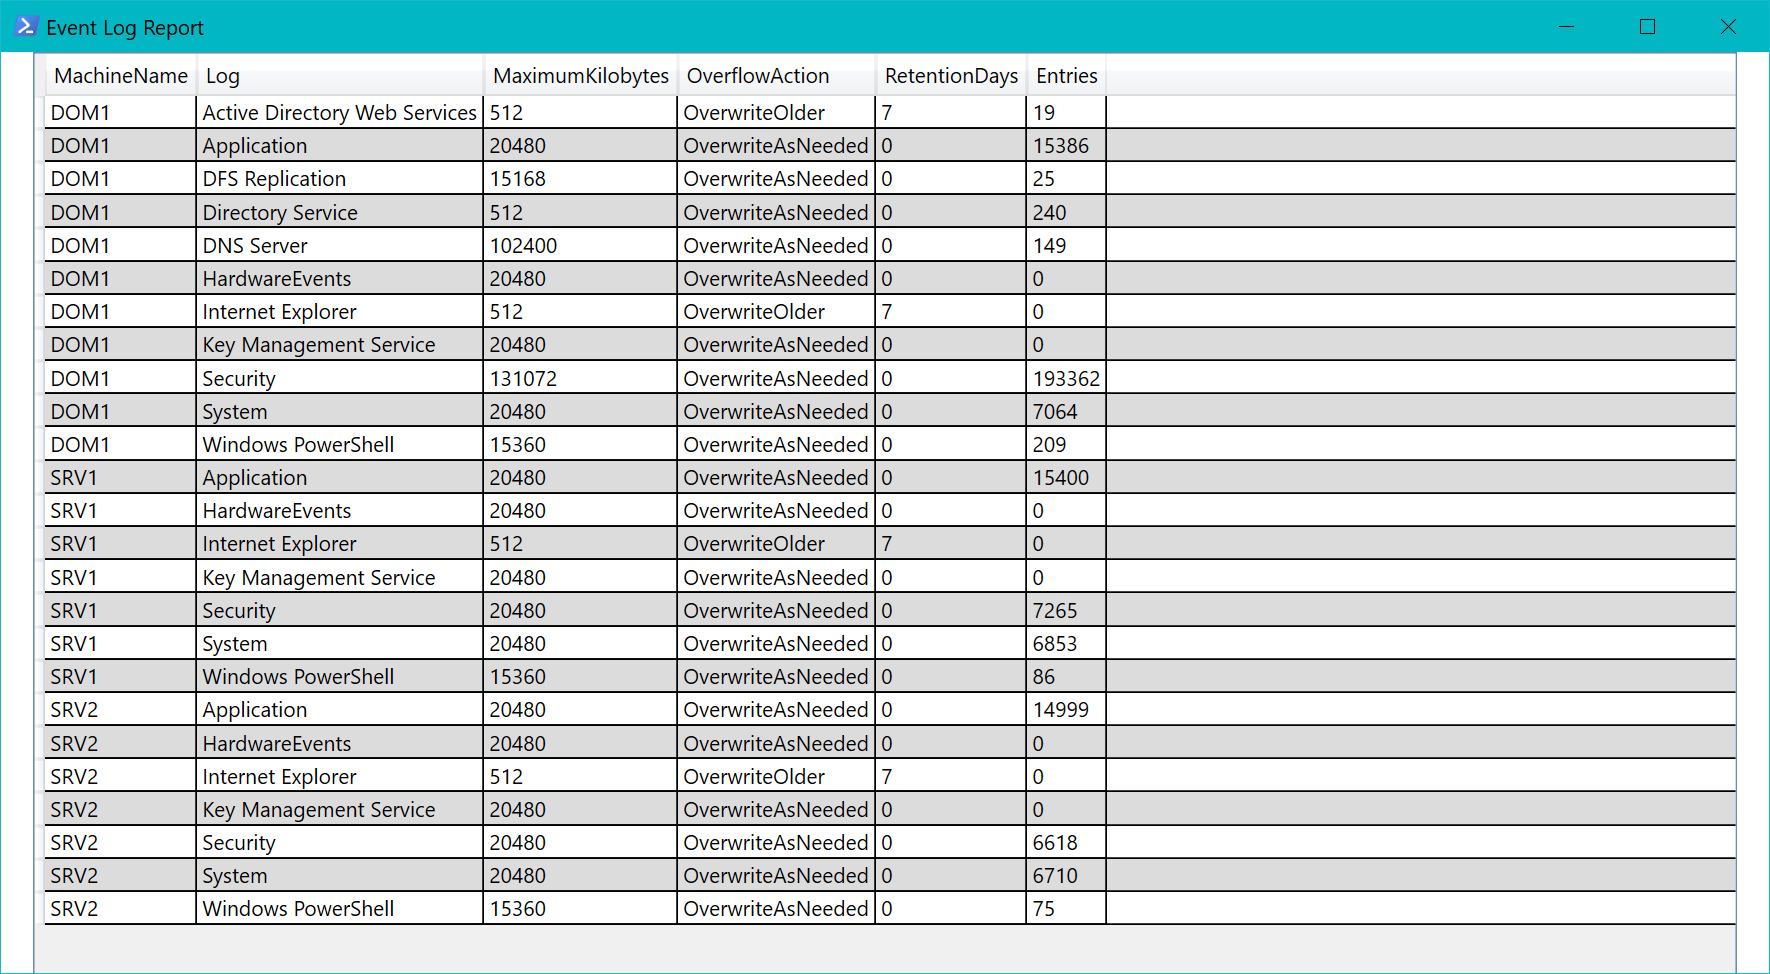 Event Log Report
MachineName Log MaximumKilobytes OverflowAction RetentionDays Entries
DOM1 Active Directory Web Services 512 OverwriteOlder 7 19
DOM1 Application 20480 OverwriteAsNeeded 0 15386
DOM1 DFS Replication 15168 OverwriteAsNeeded 0 25
DOM1 Directory Service 512 OverwriteAsNeeded 0 240
DOM1 DNS Server 102400 OverwriteAsNeeded 0 149
DOM1 HardwareEvents 20480 OverwriteAsNeeded 0 0
DOM1 Internet Explorer 512 OverwriteOlder 7 0
DOM1 Key Management Service 20480 OverwriteAsNeeded 0 0
DOM1 Security 131072 OverwriteAsNeeded 0 193362
DOM1 System 20480 OverwriteAsNeeded 0 7064
DOM1 Windows PowerShell 15360 OverwriteAsNeeded 0 209
SRV1 Application 20480 OverwriteAsNeeded 0 15400
SRV1 HardwareEvents 20480 OverwriteAsNeeded 0 0
SRV1 Internet Explorer 512 OverwriteOlder 7 0
SRV1 Key Management Service 20480 OverwriteAsNeeded 0 0
SRV1 Security 20480 OverwriteAsNeeded 0 7265
SRV1 System 20480 OverwriteAsNeeded 0 6853
SRV1 Windows PowerShell 15360 OverwriteAsNeeded 0 86
SRV2 Application 20480 OverwriteAsNeeded 0 14999
SRV2 HardwareEvents 20480 OverwriteAsNeeded 0 0
SRV2 Internet Explorer 512 OverwriteOlder 7 0
SRV2 Key Management Service 20480 OverwriteAsNeeded 0 0
SRV2 Security 20480 OverwriteAsNeeded 0 6618
SRV2 System 20480 OverwriteAsNeeded 0 6710
SRV2 Windows PowerShell 15360 OverwriteAsNeeded 0 75